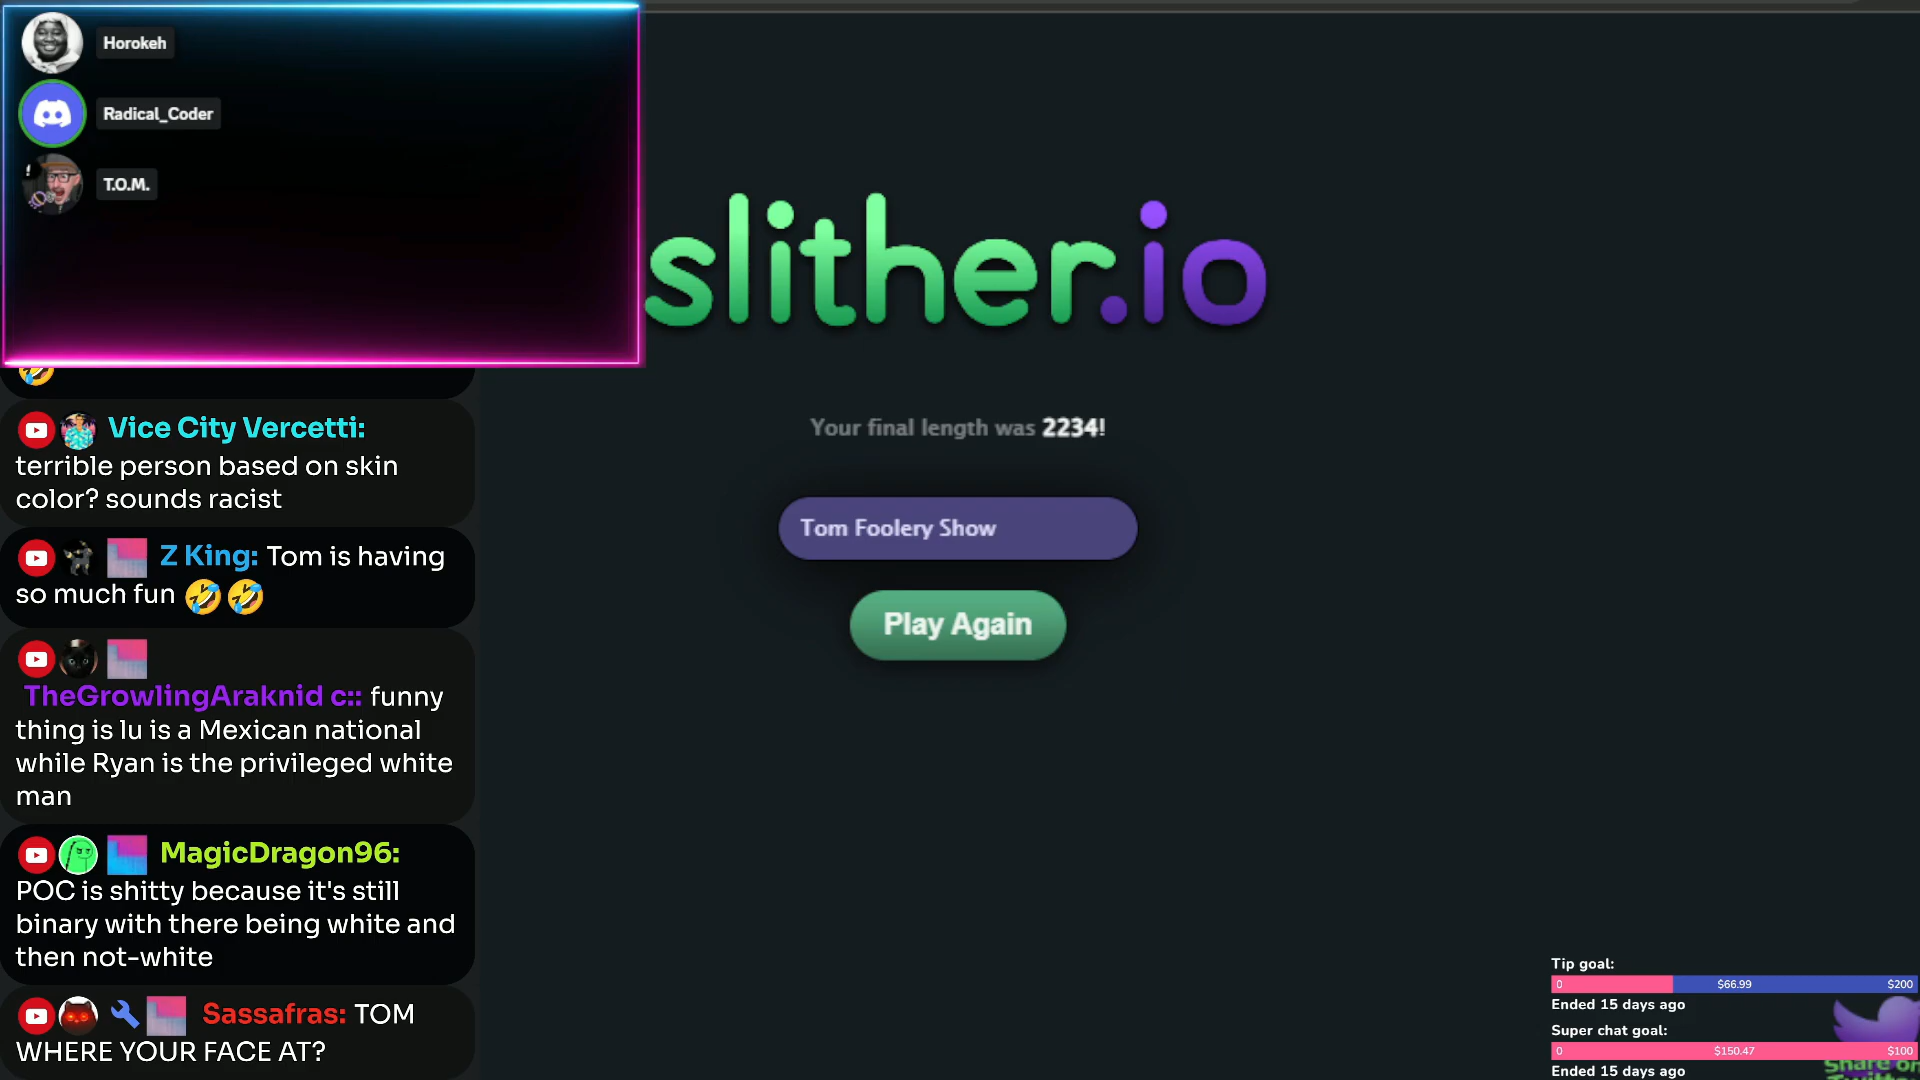 Horokeh
Radical_Coder
T.O.M.
slither.io
Your final length was 2234!
Tom Foolery Show
Play Again
Vice City Vercetti:
terrible person based on skin
color? sounds racist
Z King: Tom is having
so much fun 🤣 🤣
TheGrowlingAraknid c:: funny
thing is lu is a Mexican national
while Ryan is the privileged white
man
MagicDragon96:
POC is shitty because it's still
binary with there being white and
then not-white
Sassafras: TOM
WHERE YOUR FACE AT?
Tip goal:
0 $66.99 $200
Ended 15 days ago
Super chat goal:
0 $150.47 $100
Ended 15 days ago
Share on